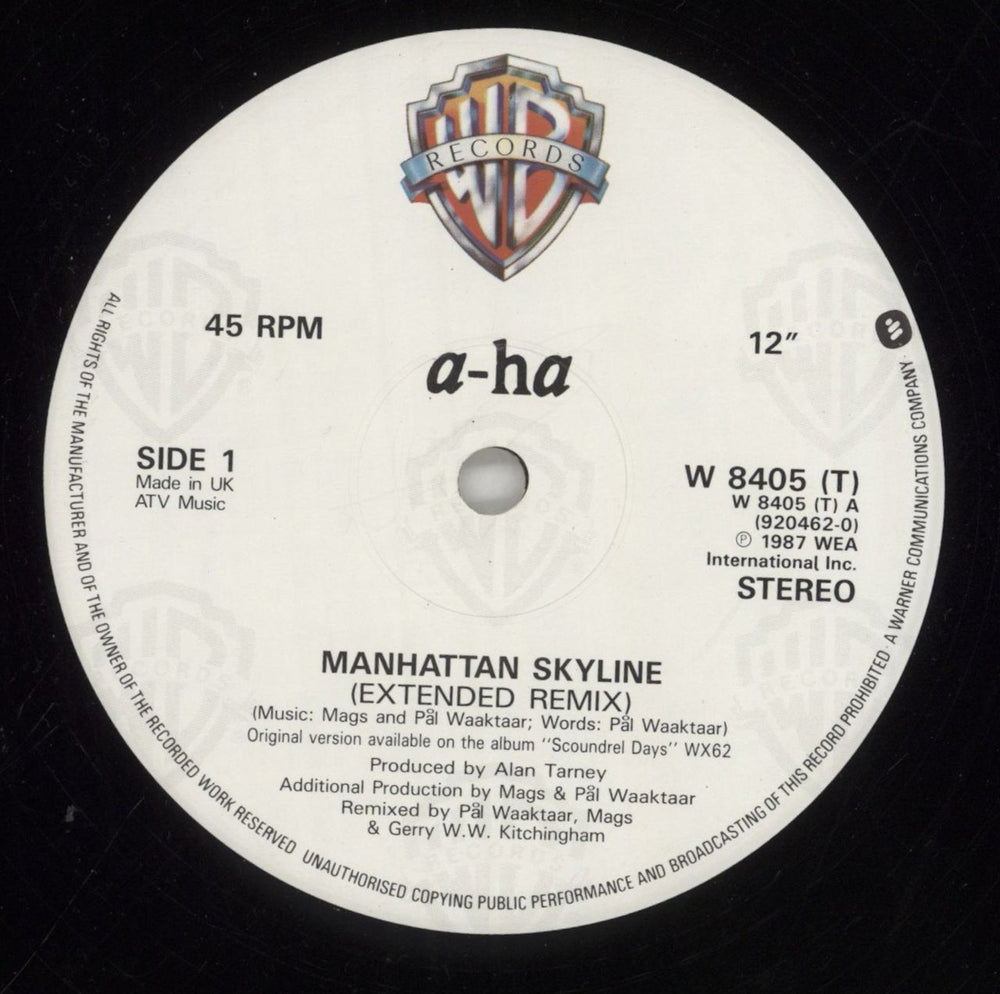 WB
RECORDS
45 RPM
12"
a-ha
SIDE 1
Made in UK
ATV Music
W 8405 (T)
W 8405 (T) A
(920462-0)
℗ 1987 WEA
International Inc.
STEREO
MANHATTAN SKYLINE
(EXTENDED REMIX)
(Music: Mags and Pål Waaktaar; Words: Pål Waaktaar)
Original version available on the album "Scoundrel Days" WX62
Produced by Alan Tarney
Additional Production by Mags & Pål Waaktaar
Remixed by Pål Waaktaar, Mags
& Gerry W.W. Kitchingham
ALL RIGHTS OF THE MANUFACTURER AND OF THE OWNER OF THE RECORDED WORK RESERVED UNAUTHORISED COPYING PUBLIC PERFORMANCE AND BROADCASTING OF THIS RECORD PROHIBITED · A WARNER COMMUNICATIONS COMPANY ·